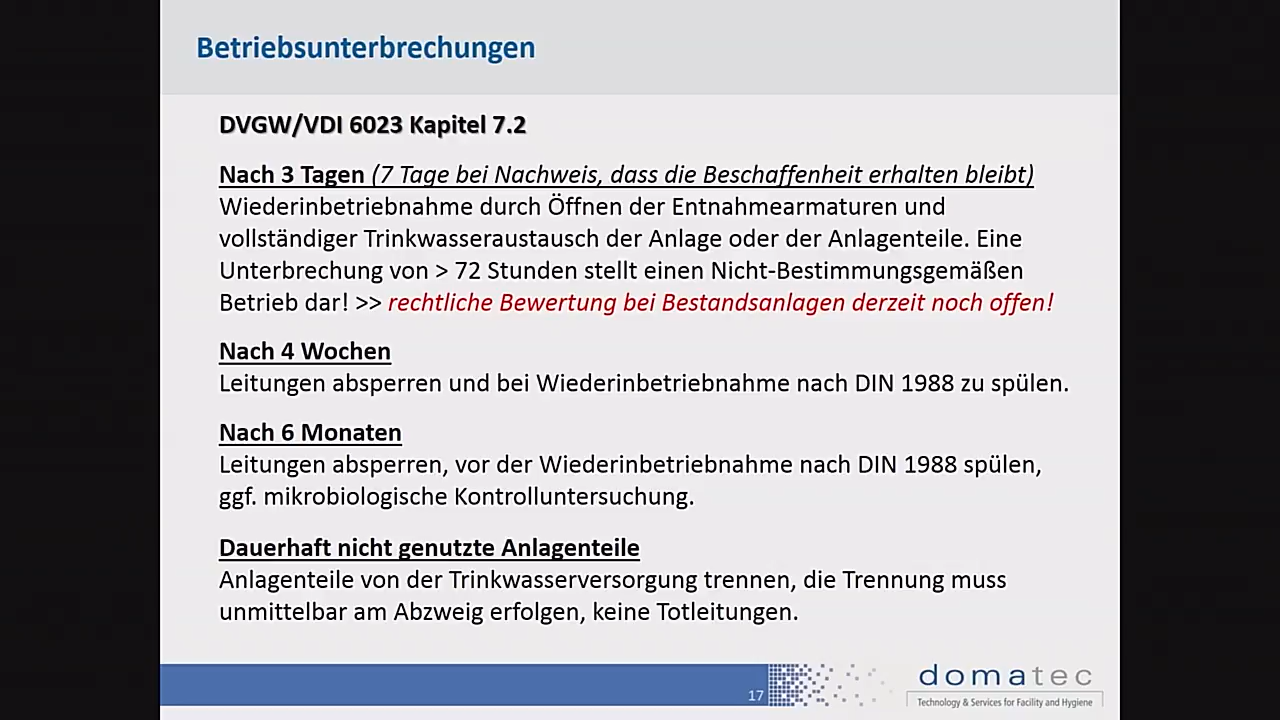 Betriebsunterbrechungen
DVGW/VDI 6023 Kapitel 7.2
Nach 3 Tagen (7 Tage bei Nachweis, dass die Beschaffenheit erhalten bleibt)
Wiederinbetriebnahme durch Öffnen der Entnahmearmaturen und
vollständiger Trinkwasseraustausch der Anlage oder der Anlagenteile. Eine
Unterbrechung von > 72 Stunden stellt einen Nicht-Bestimmungsgemäßen
Betrieb dar! >> rechtliche Bewertung bei Bestandsanlagen derzeit noch offen!
Nach 4 Wochen
Leitungen absperren und bei Wiederinbetriebnahme nach DIN 1988 zu spülen.
Nach 6 Monaten
Leitungen absperren, vor der Wiederinbetriebnahme nach DIN 1988 spülen,
ggf. mikrobiologische Kontrolluntersuchung.
Dauerhaft nicht genutzte Anlagenteile
Anlagenteile von der Trinkwasserversorgung trennen, die Trennung muss
unmittelbar am Abzweig erfolgen, keine Totleitungen.
17
domatec
Technology & Services for Facility and Hygiene